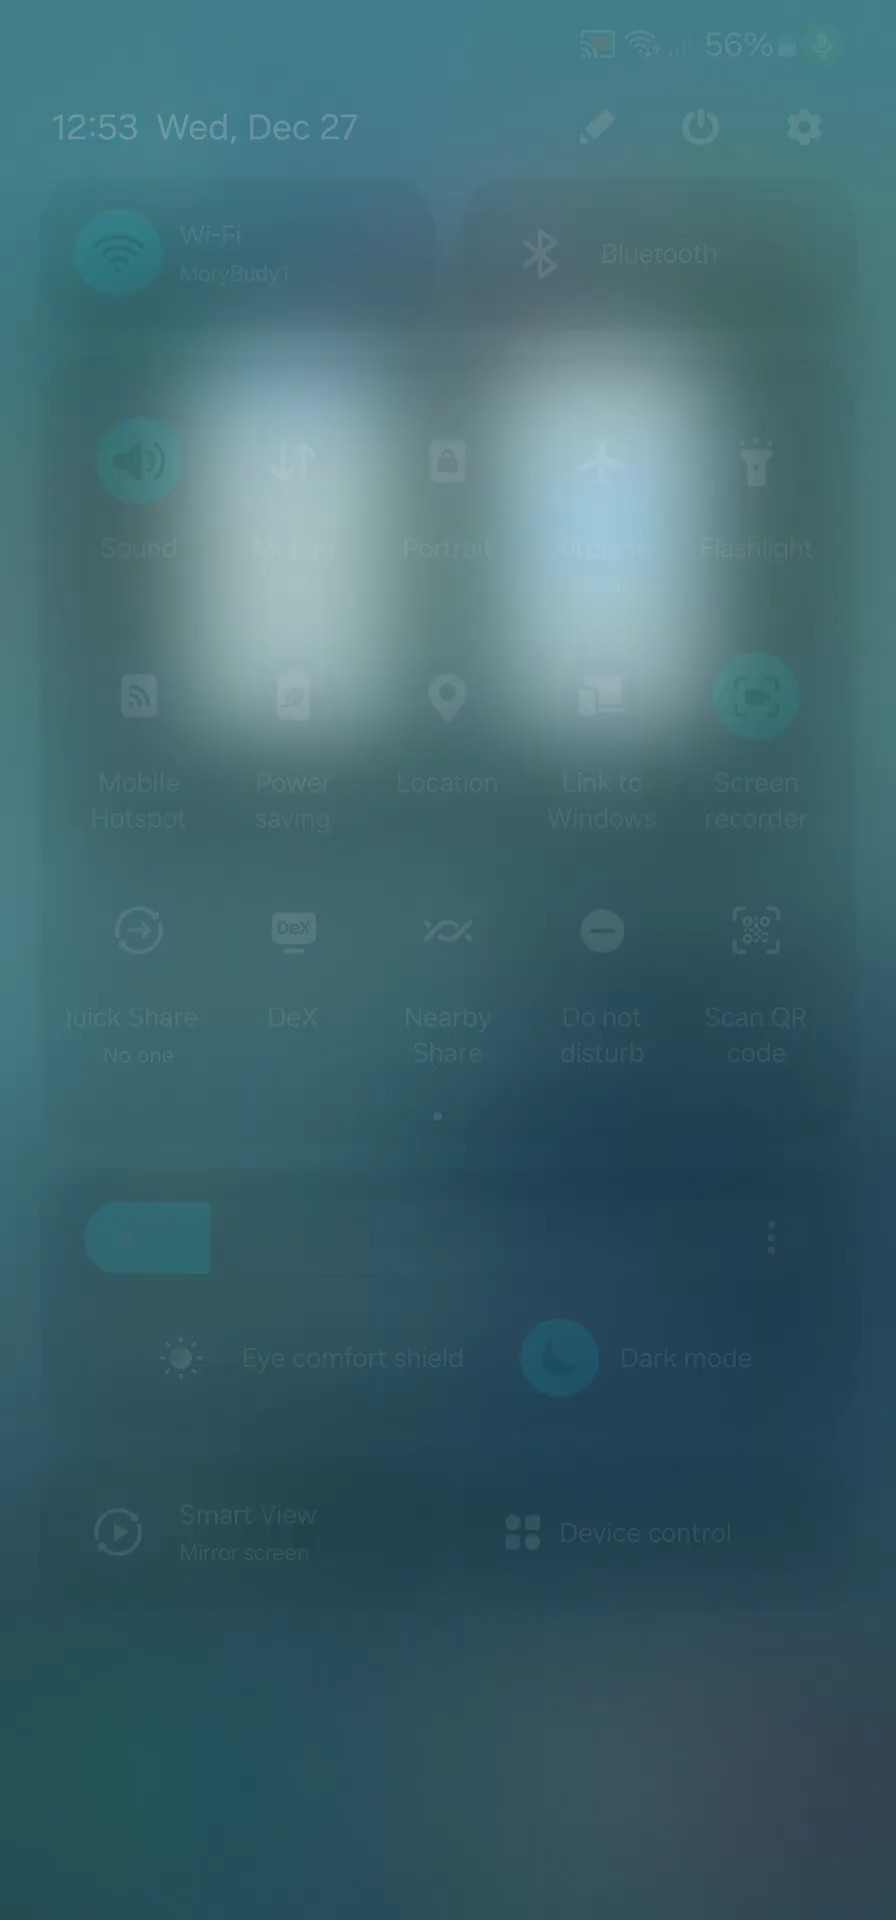 56%
12:53 Wed, Dec 27
Wi-Fi
MoryBudy1
Bluetooth
Sound
Portrait
Flashlight
Mobile
Hotspot
Power
saving
Location
Link to
Windows
Screen
recorder
uick Share
No one
DeX
DeX
Nearby
Share
Do not
disturb
Scan QR
code
Eye comfort shield
Dark mode
Smart View
Mirror screen
Device control